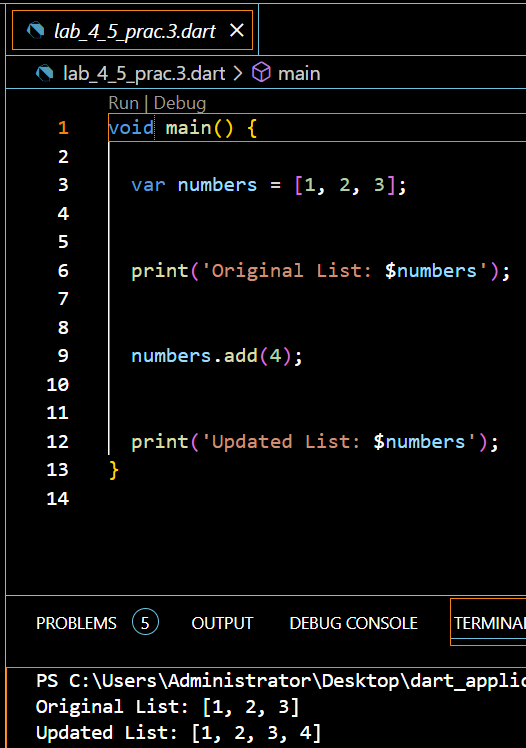 lab_4_5_prac.3.dart ×
lab_4_5_prac.3.dart > main
Run | Debug
1 void main() {
2
3 var numbers = [1, 2, 3];
4
5
6 print('Original List: $numbers');
7
8
9 numbers.add(4);
10
11
12 print('Updated List: $numbers');
13 }
14
PROBLEMS 5 OUTPUT DEBUG CONSOLE TERMINAL
PS C:\Users\Administrator\Desktop\dart_applic
Original List: [1, 2, 3]
Updated List: [1, 2, 3, 4]